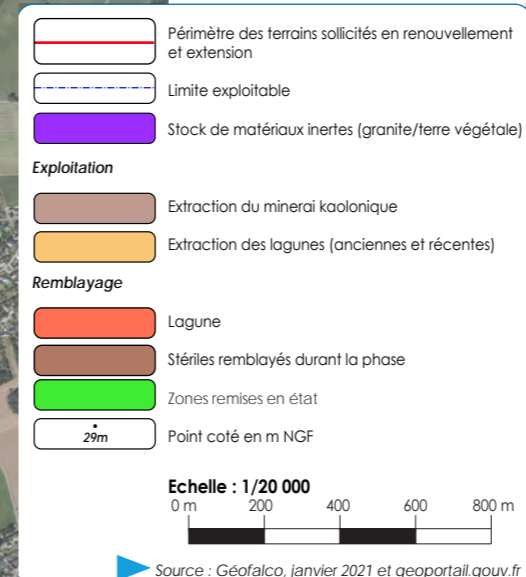 Périmètre des terrains sollicités en renouvellement
et extension
Limite exploitable
Stock de matériaux inertes (granite/terre végétale)
Exploitation
Extraction du minerai kaolonique
Extraction des lagunes (anciennes et récentes)
Remblayage
Lagune
Stériles remblayés durant la phase
Zones remises en état
29m
Point coté en m NGF
Echelle : 1/20 000
0 m 200 400 600 800 m
Source : Géofalco, janvier 2021 et geoportail.gouv.fr